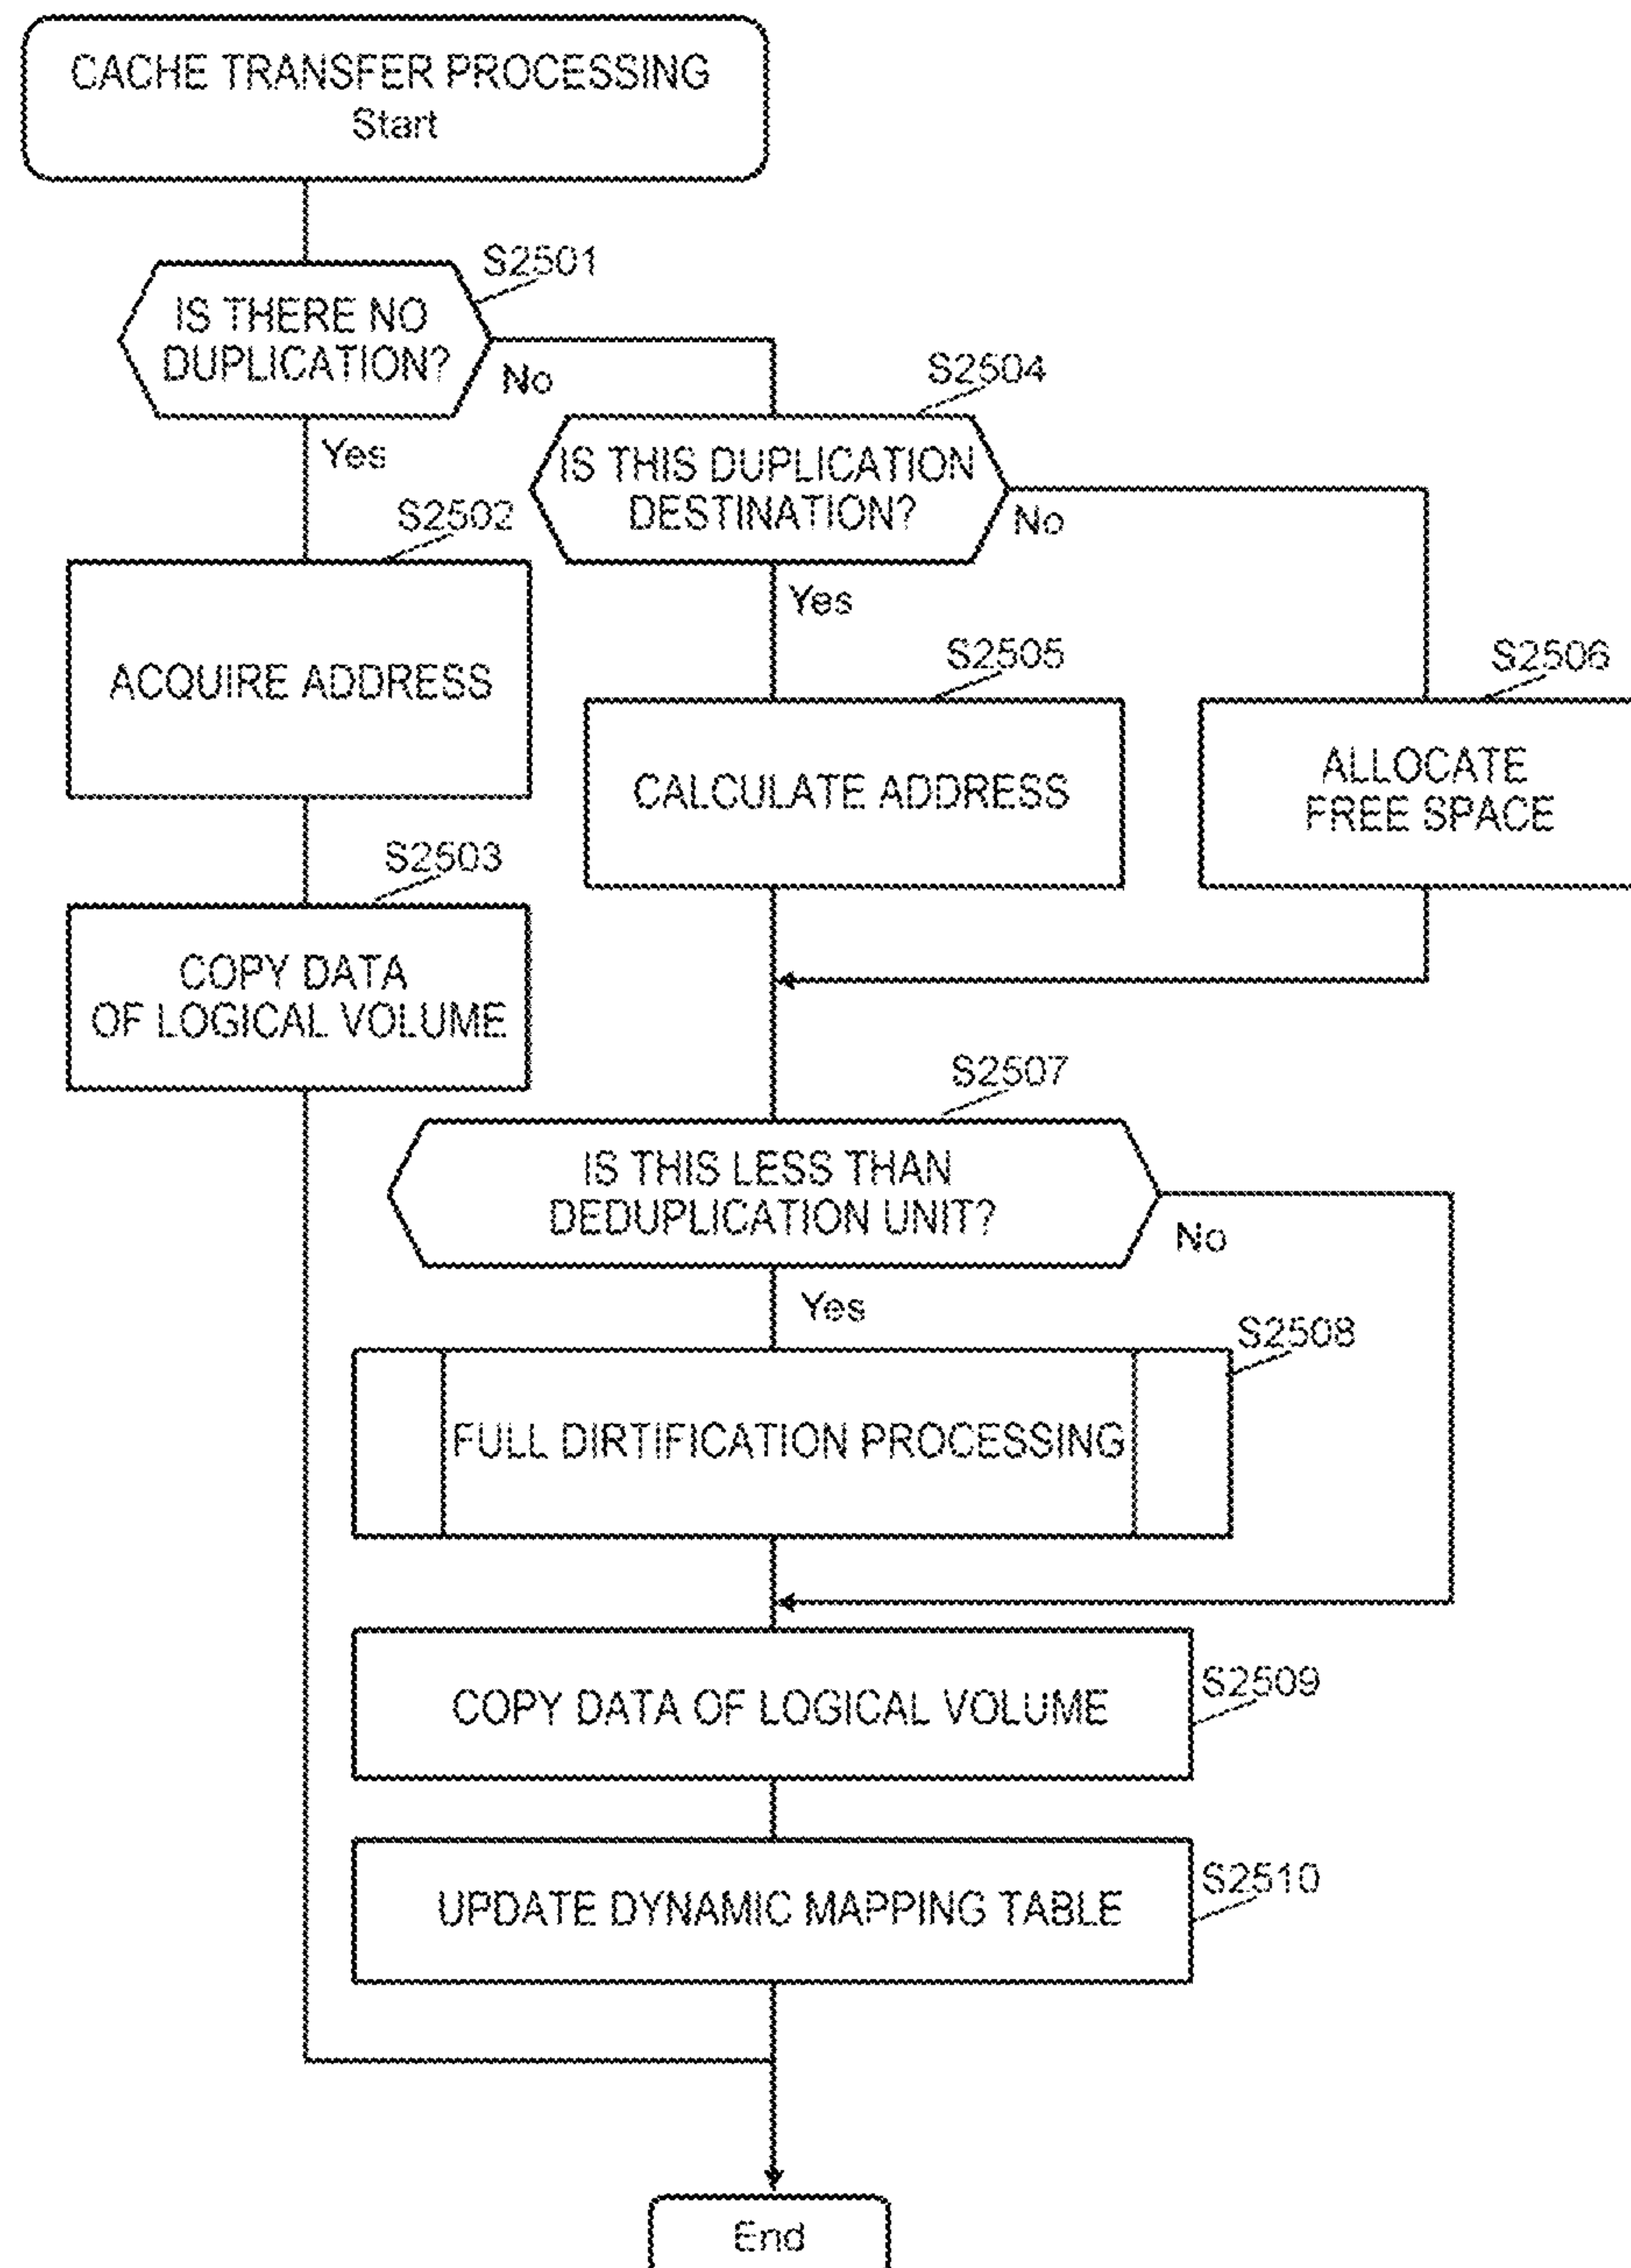 CACHE TRANSFER PROCESSING
Start
S2501
IS THERE NO
DUPLICATION?
No
Yes
S2504
IS THIS DUPLICATION
DESTINATION?
No
Yes
S2502
ACQUIRE ADDRESS
S2505
CALCULATE ADDRESS
S2506
ALLOCATE
FREE SPACE
S2503
COPY DATA
OF LOGICAL VOLUME
S2507
IS THIS LESS THAN
DEDUPLICATION UNIT?
No
Yes
S2508
FULL DIRTIFICATION PROCESSING
COPY DATA OF LOGICAL VOLUME
S2509
UPDATE DYNAMIC MAPPING TABLE
S2510
End